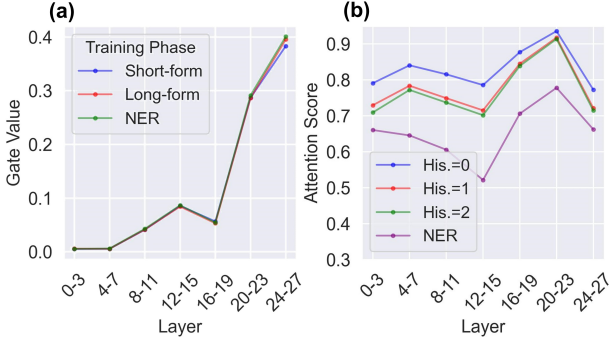 (a)
0.4
0.3
0.2
0.1
0.0
Gate Value
Training Phase
Short-form
Long-form
NER
0-3
4-7
8-11
12-15
16-19
20-23
24-27
Layer
(b)
0.9
0.8
0.7
0.6
0.5
0.4
0.3
Attention Score
His.=0
His.=1
His.=2
NER
0-3
4-7
8-11
12-15
16-19
20-23
24-27
Layer